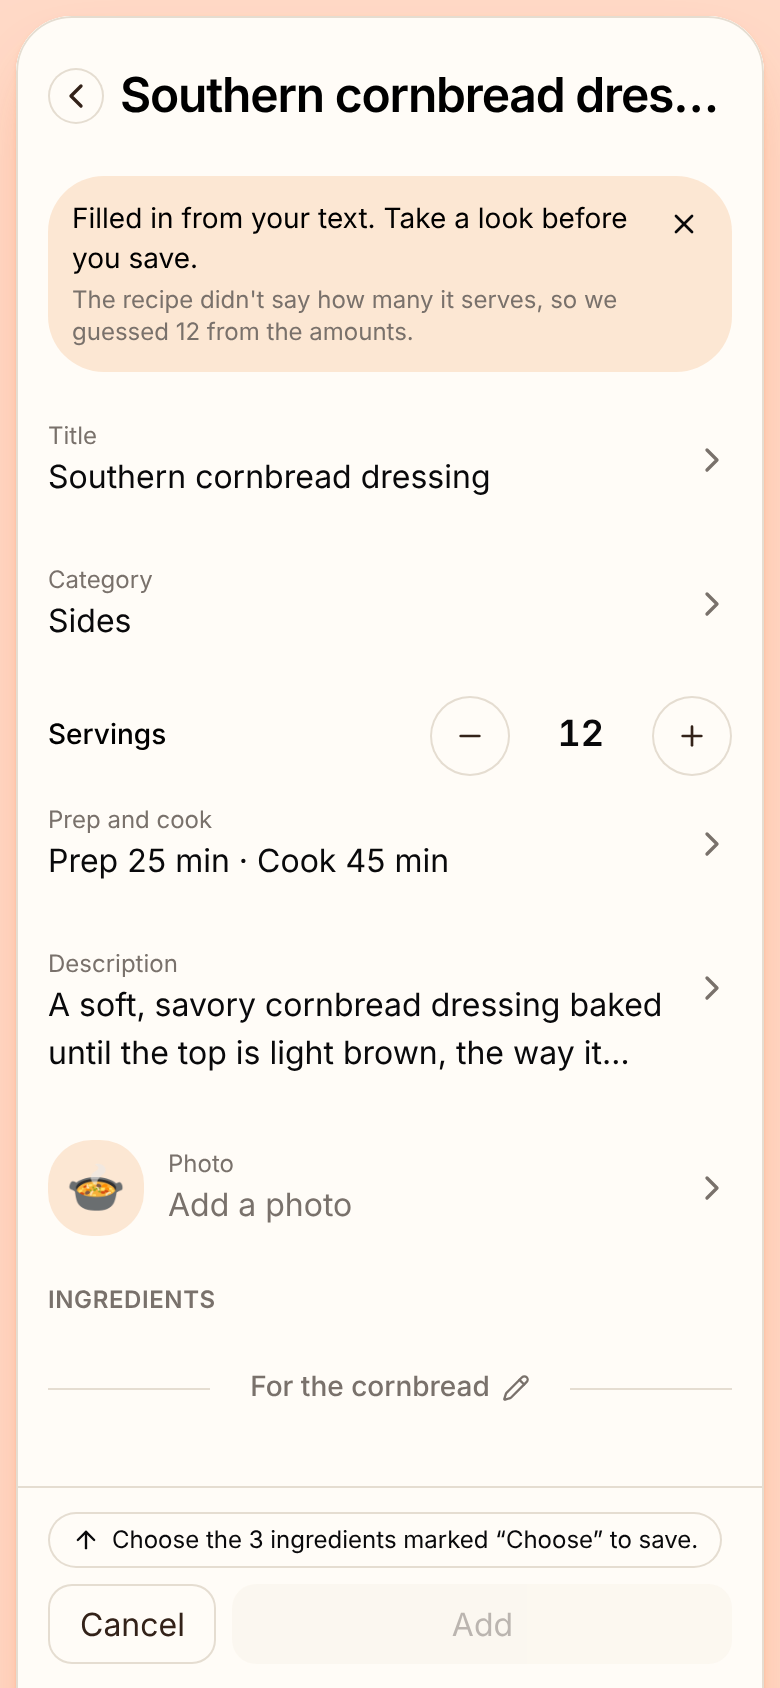 Southern cornbread dres...
Filled in from your text. Take a look before
you save.
The recipe didn't say how many it serves, so we
guessed 12 from the amounts.
Title
Southern cornbread dressing
Category
Sides
Servings
12
Prep and cook
Prep 25 min · Cook 45 min
Description
A soft, savory cornbread dressing baked
until the top is light brown, the way it...
Photo
Add a photo
INGREDIENTS
For the cornbread
Choose the 3 ingredients marked “Choose” to save.
Cancel
Add